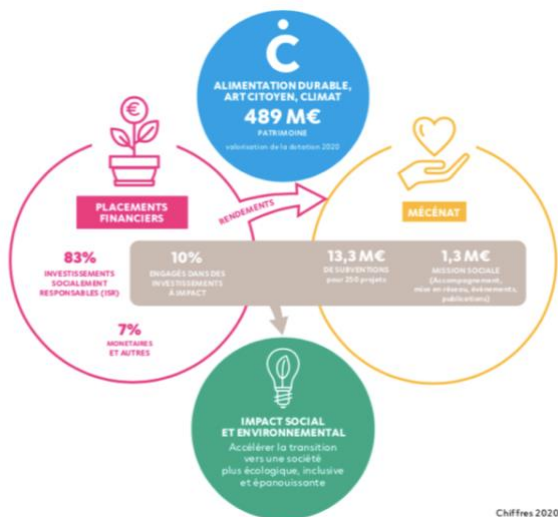 Ċ
ALIMENTATION DURABLE,
ART CITOYEN, CLIMAT
489 M€
PATRIMOINE
valorisation de la dotation 2020
€
PLACEMENTS
FINANCIERS
RENDEMENTS
MÉCÉNAT
83%
INVESTISSEMENTS
SOCIALEMENT
RESPONSABLES (ISR)
10%
ENGAGÉS DANS DES
INVESTISSEMENTS
À IMPACT
13,3 M€
DE SUBVENTIONS
pour 250 projets
1,3 M€
MISSION SOCIALE
(Accompagnement,
mise en réseau, événements,
publications)
7%
MONÉTAIRES
ET AUTRES
IMPACT SOCIAL
ET ENVIRONNEMENTAL
Accélérer la transition
vers une société
plus écologique, inclusive
et épanouissante
Chiffres 2020